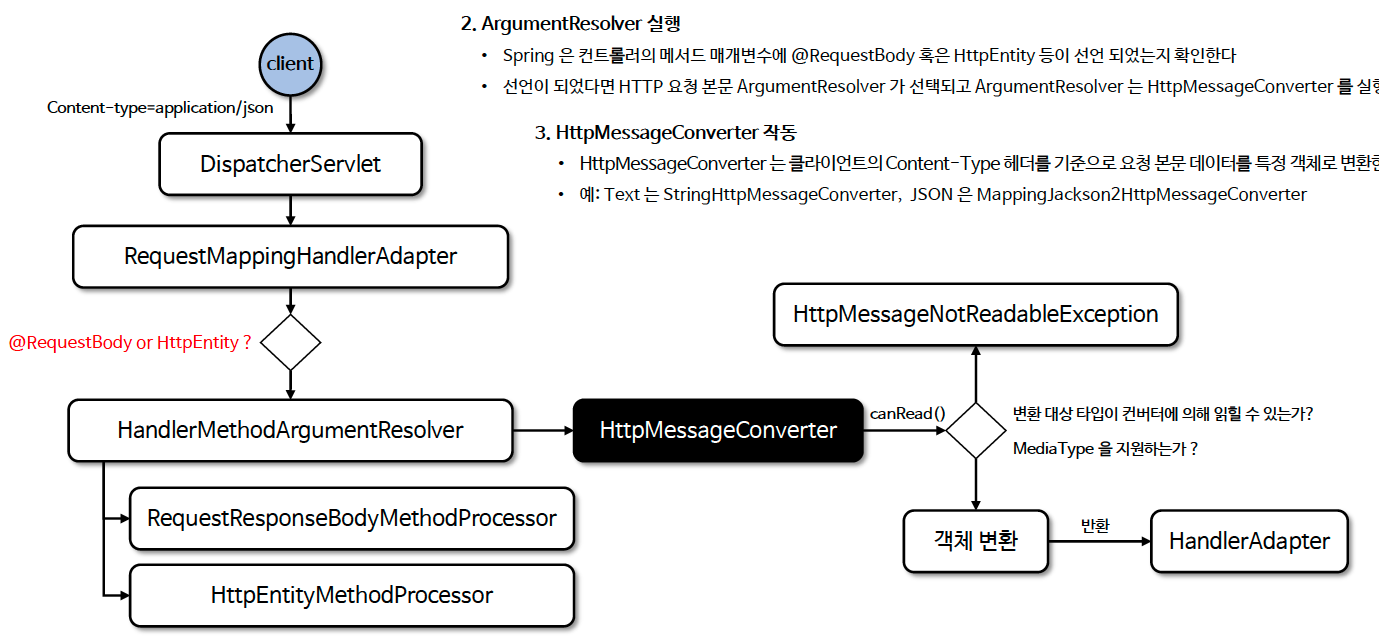 2. ArgumentResolver 실행
• Spring 은 컨트롤러의 메서드 매개변수에 @RequestBody 혹은 HttpEntity 등이 선언 되었는지 확인한다
• 선언이 되었다면 HTTP 요청 본문 ArgumentResolver 가 선택되고 ArgumentResolver 는 HttpMessageConverter 를
3. HttpMessageConverter 작동
• HttpMessageConverter 는 클라이언트의 Content-Type 헤더를 기준으로 요청 본문 데이터를 특정 객체로
• 예: Text 는 StringHttpMessageConverter, JSON 은 MappingJackson2HttpMessageConverter
client
Content-type=application/json
DispatcherServlet
RequestMappingHandlerAdapter
@RequestBody or HttpEntity ?
HandlerMethodArgumentResolver
RequestResponseBodyMethodProcessor
HttpEntityMethodProcessor
HttpMessageConverter
canRead()
HttpMessageNotReadableException
변환 대상 타입이 컨버터에 의해 읽힐 수 있는가?
MediaType 을 지원하는가 ?
객체 변환
반환
HandlerAdapter